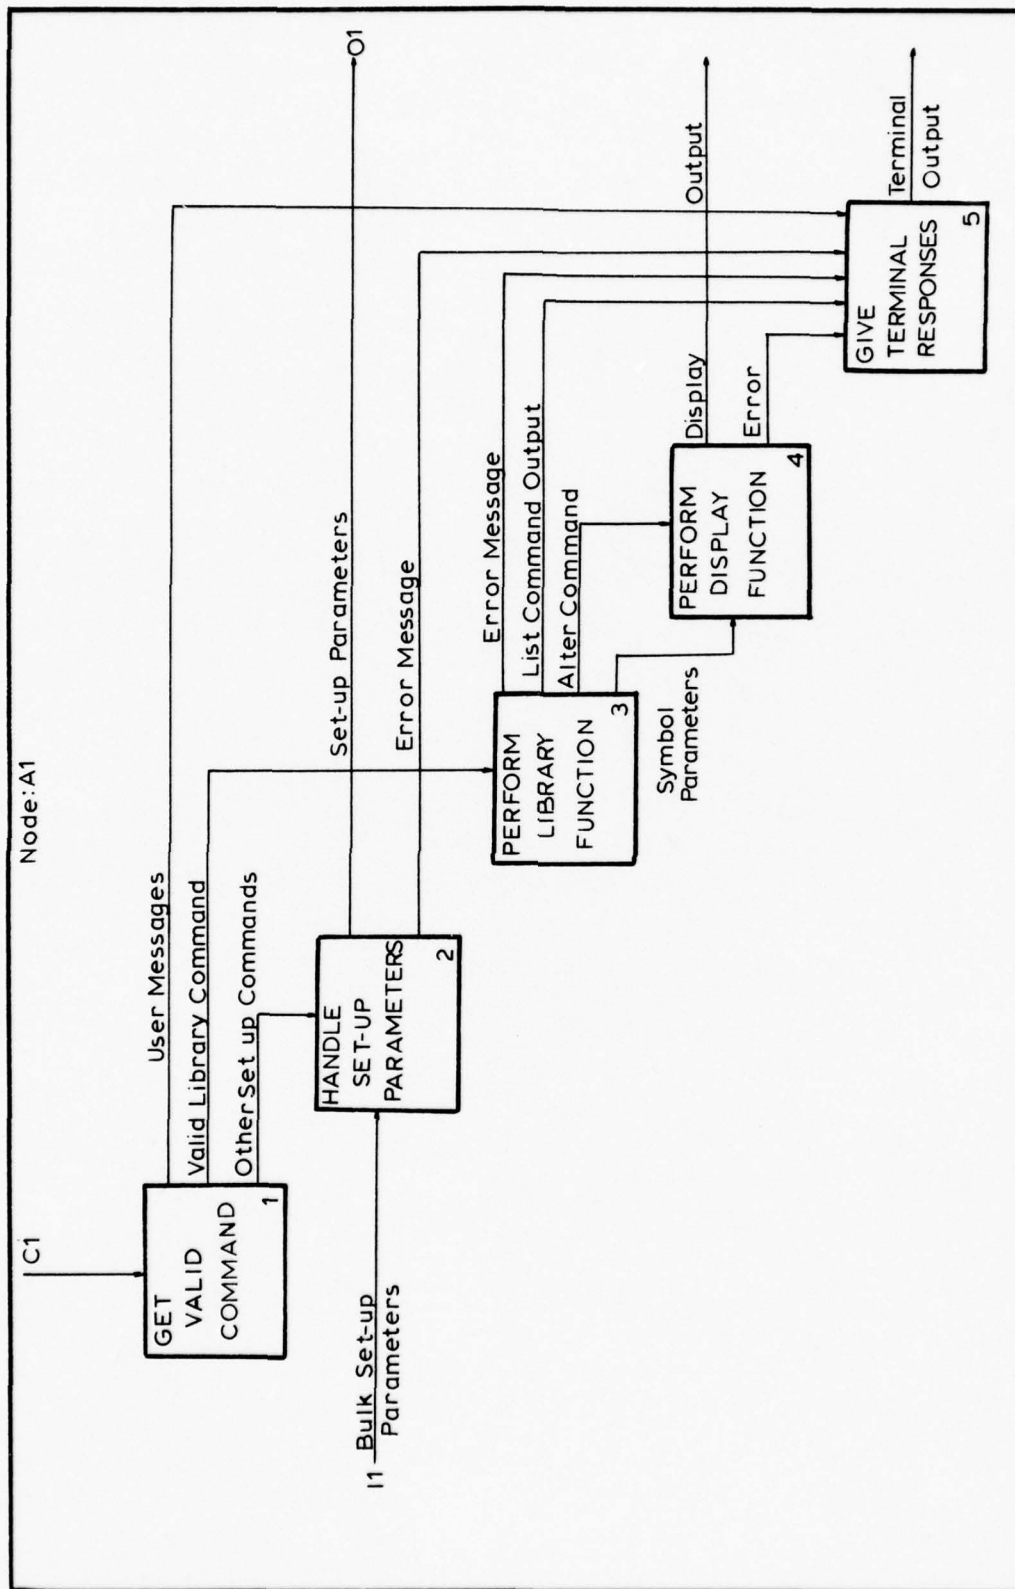 Node: A1
C1
GET
VALID
COMMAND
1
User Messages
Valid Library Command
Other Set up Commands
I1
Bulk Set-up
Parameters
HANDLE
SET-UP
PARAMETERS
2
Set-up Parameters
O1
Error Message
PERFORM
LIBRARY
FUNCTION
3
Error Message
List Command Output
Alter Command
Symbol
Parameters
PERFORM
DISPLAY
FUNCTION
4
Display Output
Error
GIVE
TERMINAL
RESPONSES
5
Terminal
Output